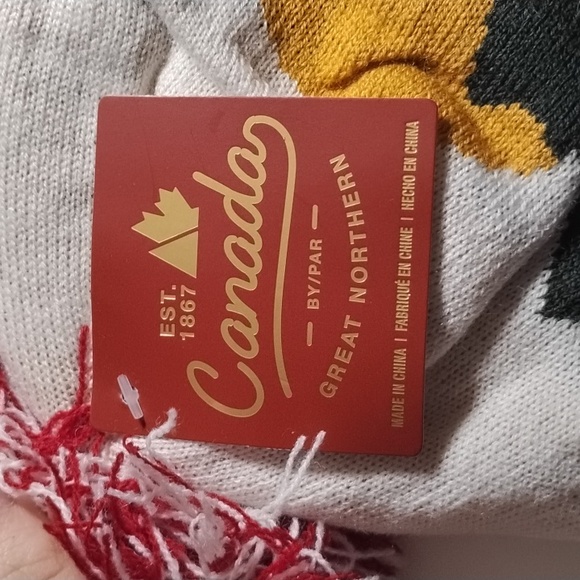 EST.
1867
Canada
BY/PAR
GREAT NORTHERN
MADE IN CHINA | FABRIQUÉ EN CHINE | HECHO EN CHINA